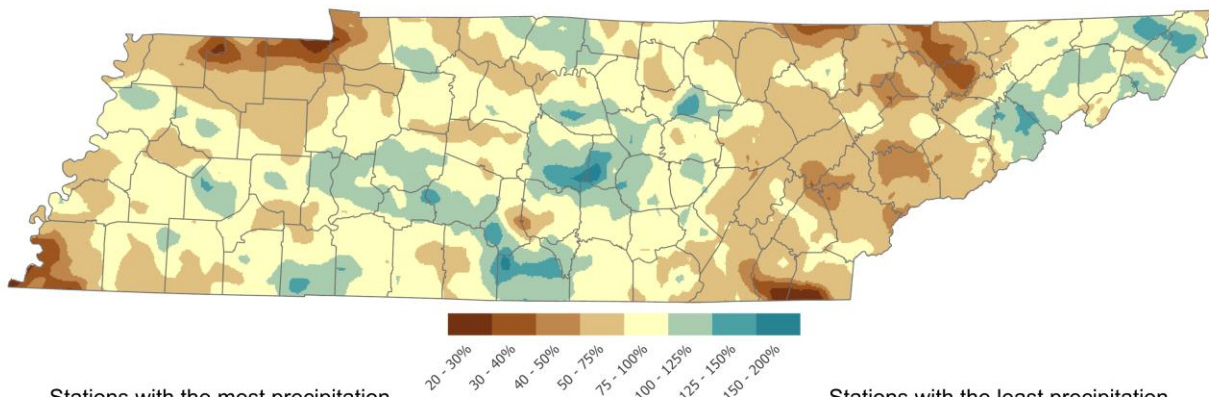 20 - 30%
30 - 40%
40 - 50%
50 - 75%
75 - 100%
100 - 125%
125 - 150%
150 - 200%
Stations with the most precipitation
Stations with the least precipitation